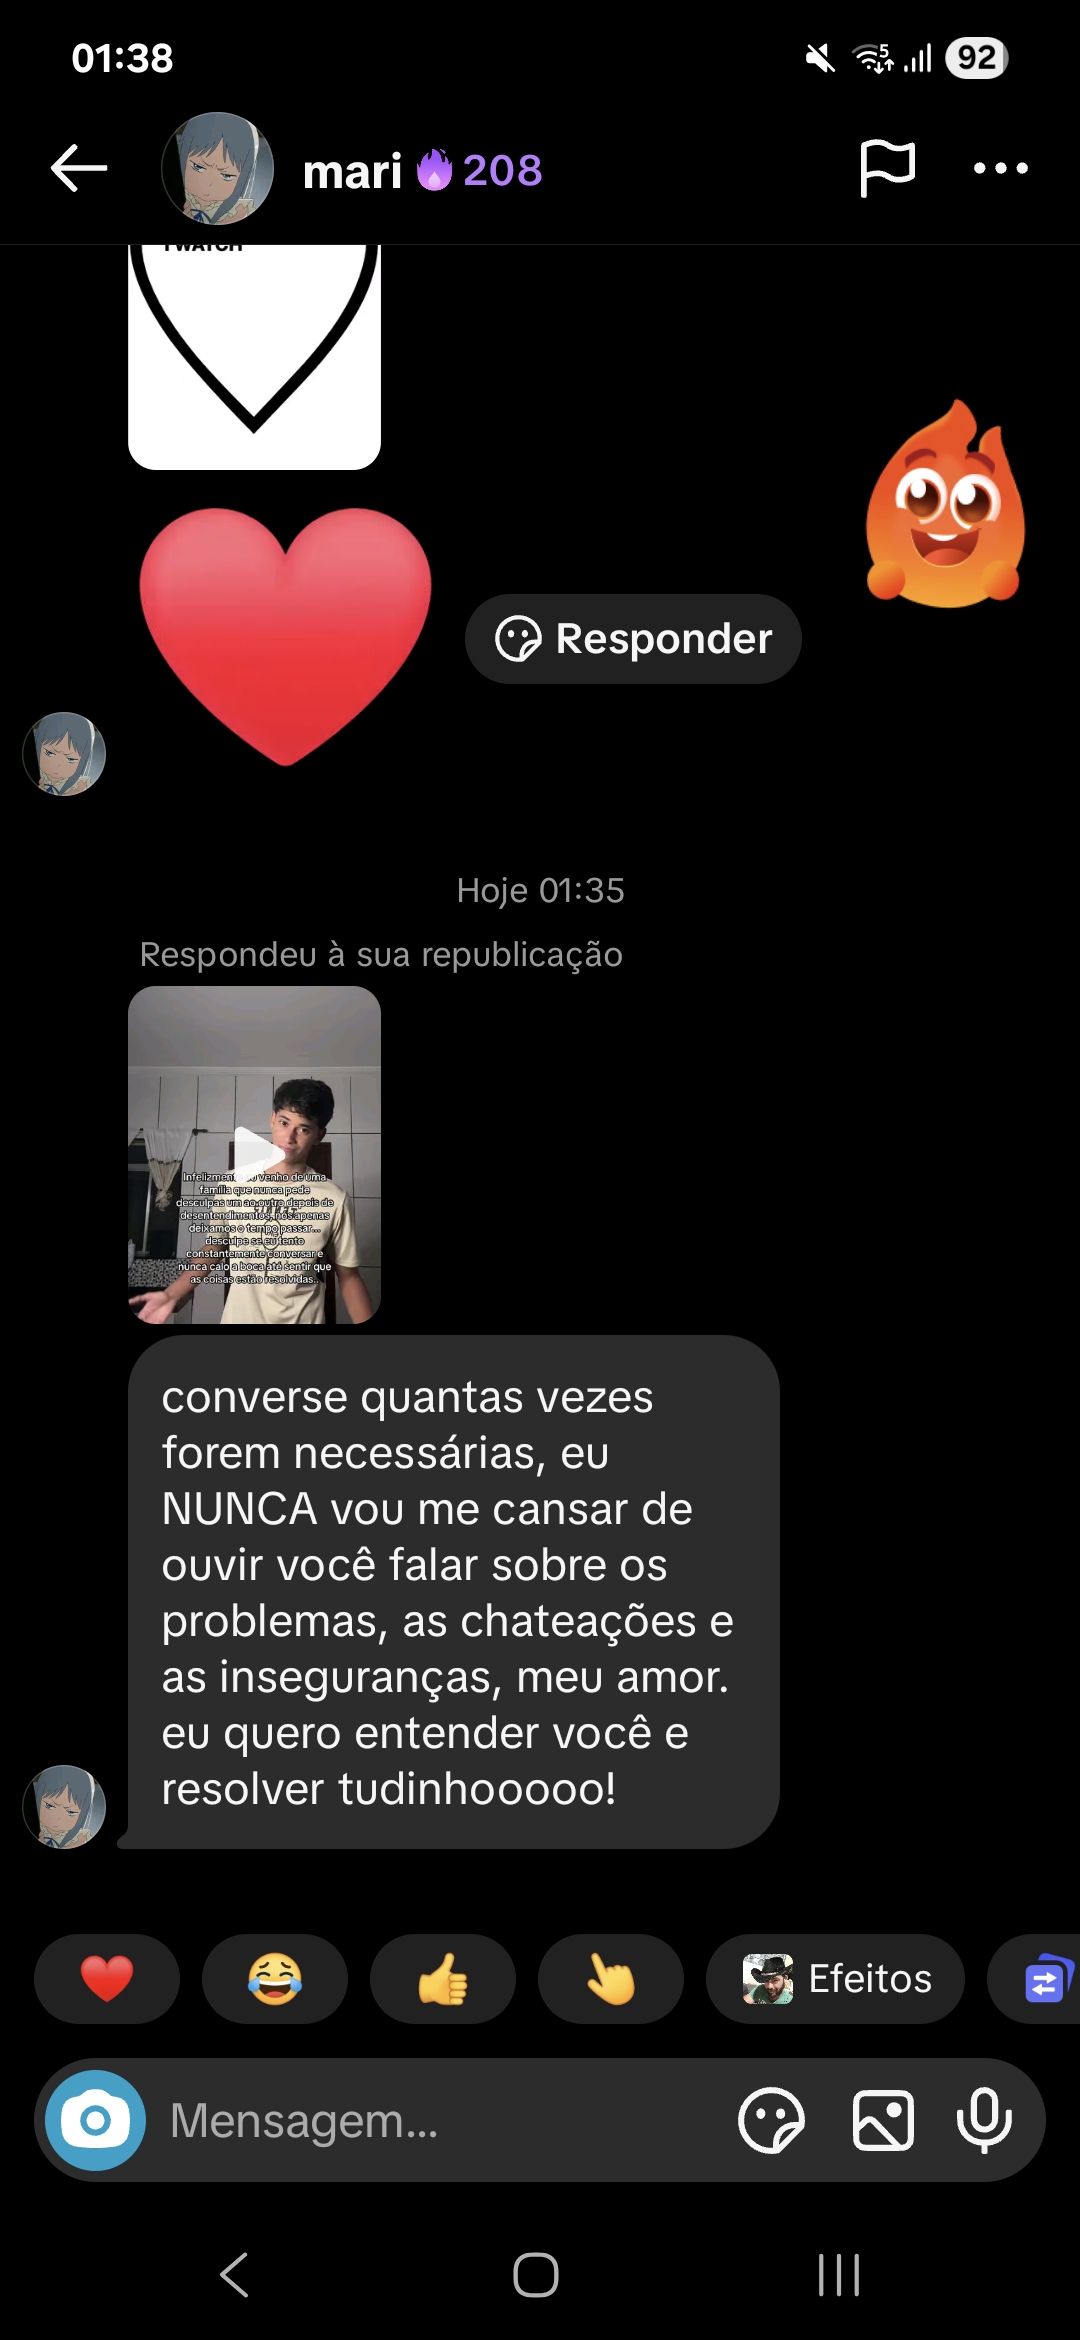 01:38
5
92
mari 208
TWATCH
Responder
Hoje 01:35
Respondeu à sua republicação
Infelizmente venho de uma
família que nunca pede
desculpas um ao outro depois de
desentendimentos, nós apenas
deixamos o tempo passar...
desculpe se eu tento
constantemente conversar e
nunca calo a boca até sentir que
as coisas estão resolvidas..
converse quantas vezes
forem necessárias, eu
NUNCA vou me cansar de
ouvir você falar sobre os
problemas, as chateações e
as inseguranças, meu amor.
eu quero entender você e
resolver tudinhooooo!
Efeitos
Mensagem...